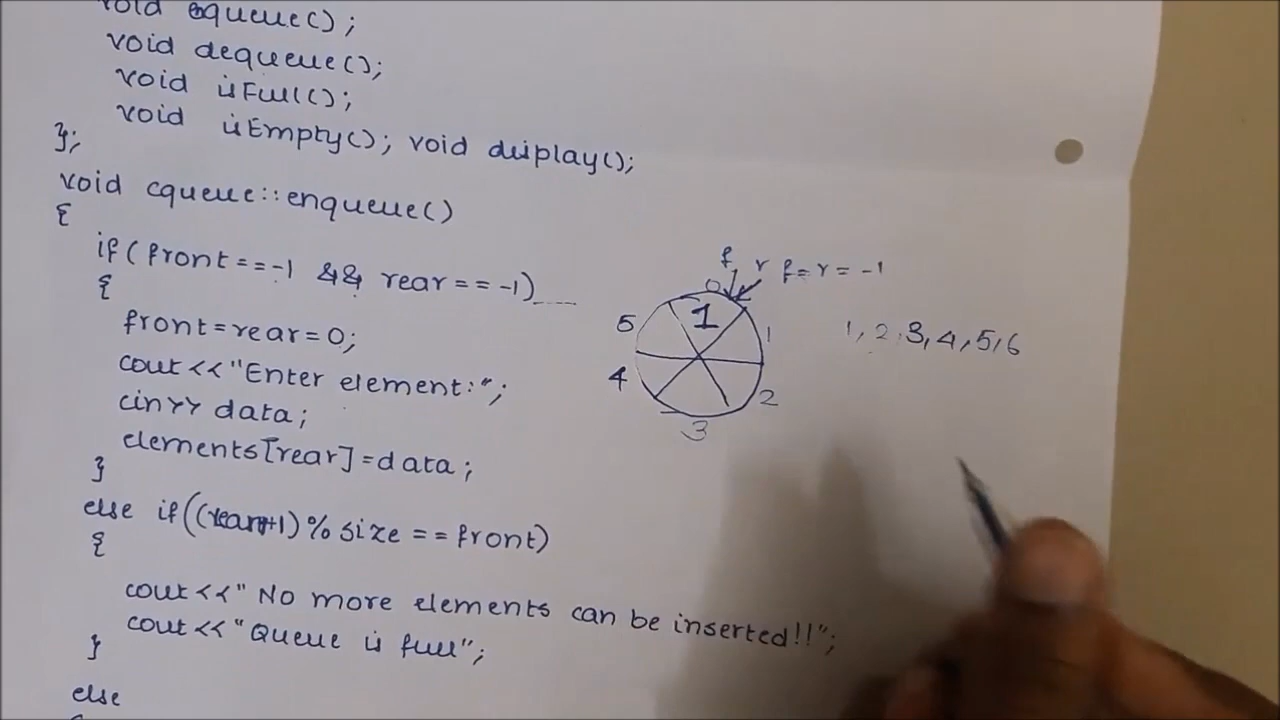 void enqueue();
void dequeue();
void isFull();
void isEmpty(); void display();
};
void cqueue::enqueue()
{
if(front==-1 && rear==-1)
{
front=rear=0;
cout<<"Enter element:";
cin>>data;
elements[rear]=data;
}
else if((rear+1)%size==front)
{
cout<<"No more elements can be inserted!!";
cout<<"Queue is full";
}
else
{
f r f=r=-1
0
1
5
1
4
2
3
1,2,3,4,5,6